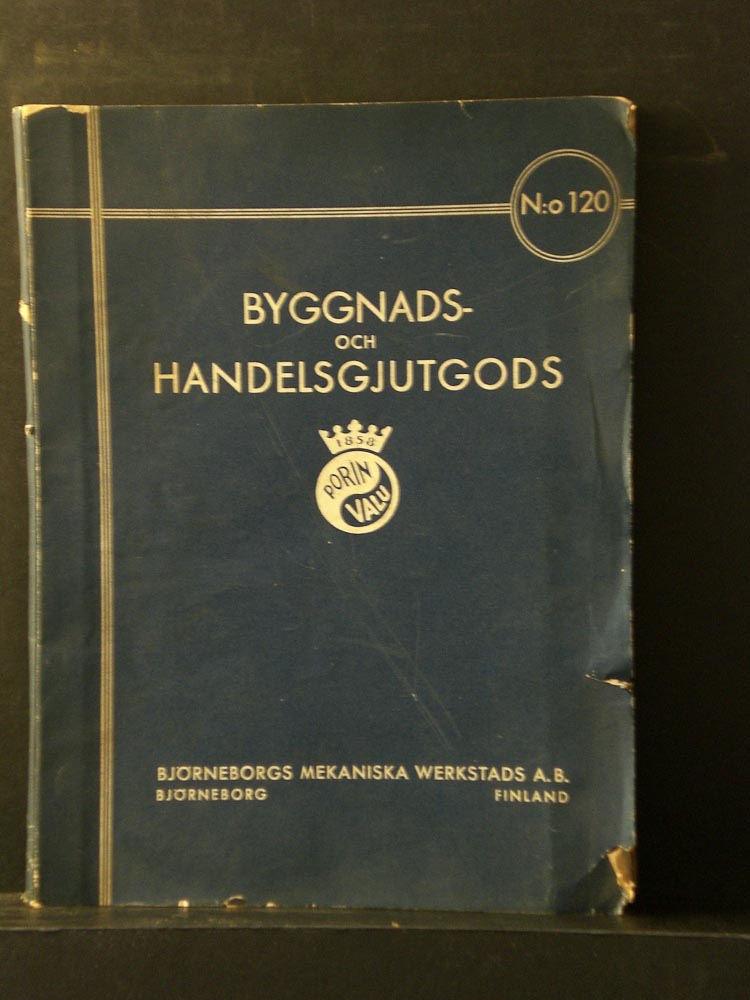 N:o 120
BYGGNADS-
OCH
HANDELSGJUTGODS
1858
PORIN
VALU
BJÖRNEBORGS MEKANISKA WERKSTADS A.B.
BJÖRNEBORG FINLAND